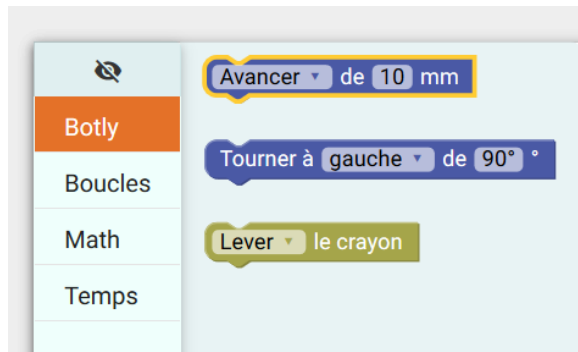 Botly
Boucles
Math
Temps
Avancer de 10 mm
Tourner à gauche de 90° °
Lever le crayon